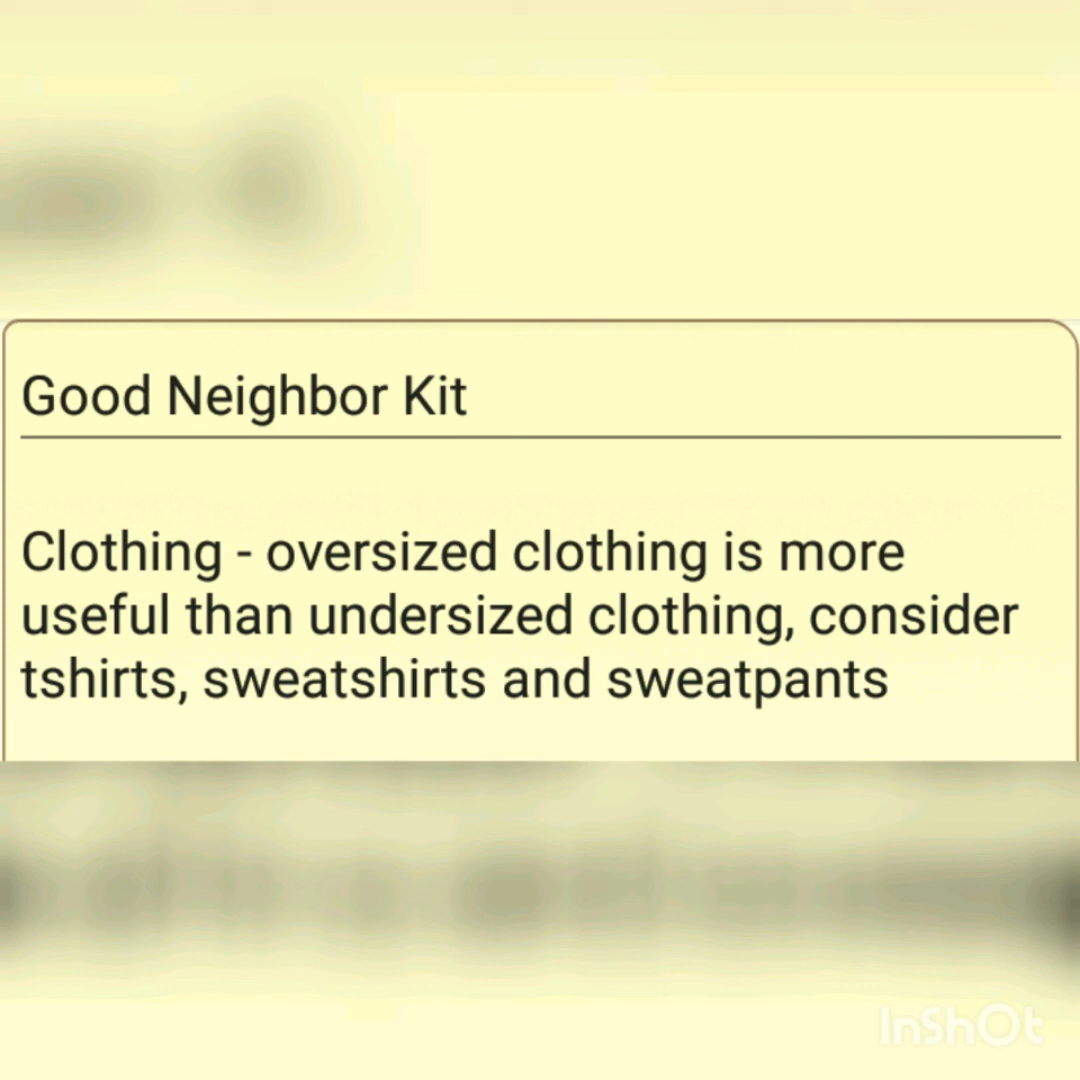 Good Neighbor Kit
Clothing - oversized clothing is more
useful than undersized clothing, consider
tshirts, sweatshirts and sweatpants
InShOt